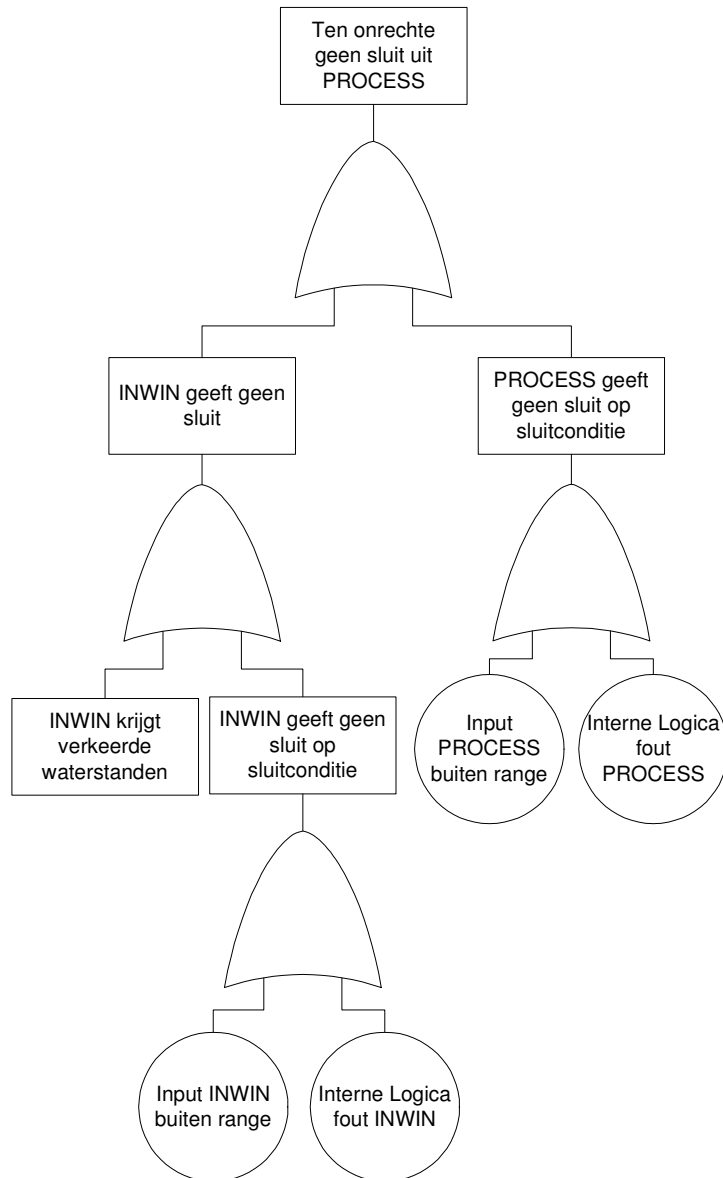 Ten onrechte
geen sluit uit
PROCESS
INWIN geeft geen
sluit
PROCESS geeft
geen sluit op
sluitconditie
INWIN krijgt
verkeerde
waterstanden
INWIN geeft geen
sluit op
sluitconditie
Input
PROCESS
buiten range
Interne Logica
fout
PROCESS
Input INWIN
buiten range
Interne Logica
fout INWIN